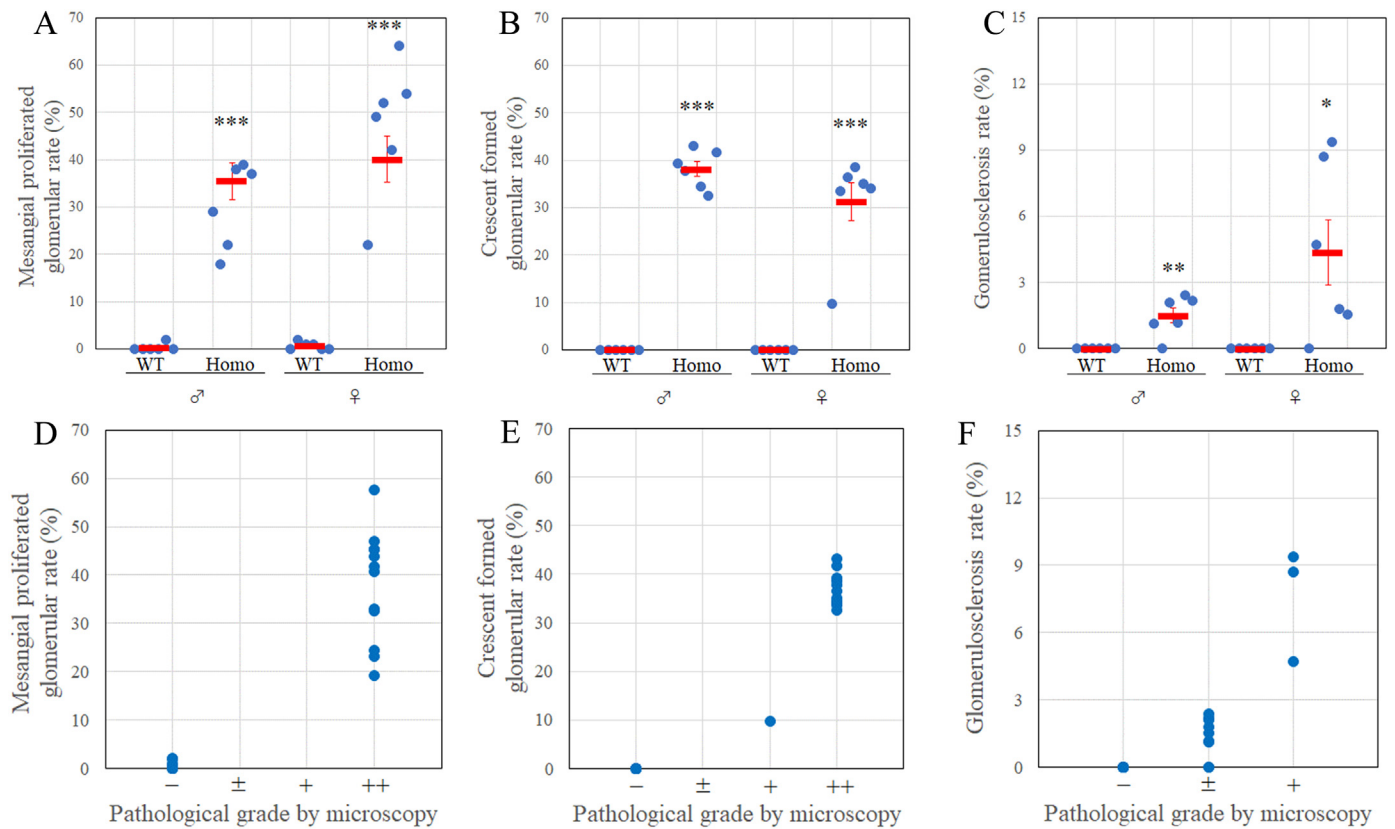 A
Mesangial proliferated
glomerular rate (%)
70
60
50
40
30
20
10
0
***
***
WT Homo WT Homo
♂ ♀
B
Crescent formed
glomerular rate (%)
70
60
50
40
30
20
10
0
***
***
WT Homo WT Homo
♂ ♀
C
Gomerulosclerosis rate (%)
15
12
9
6
3
0
**
*
WT Homo WT Homo
♂ ♀
D
Mesangial proliferated
glomerular rate (%)
70
60
50
40
30
20
10
0
− ± + ++
Pathological grade by microscopy
E
Crescent formed
glomerular rate (%)
70
60
50
40
30
20
10
0
− ± + ++
Pathological grade by microscopy
F
Glomerulosclerosis rate (%)
15
12
9
6
3
0
− ± +
Pathological grade by microscopy